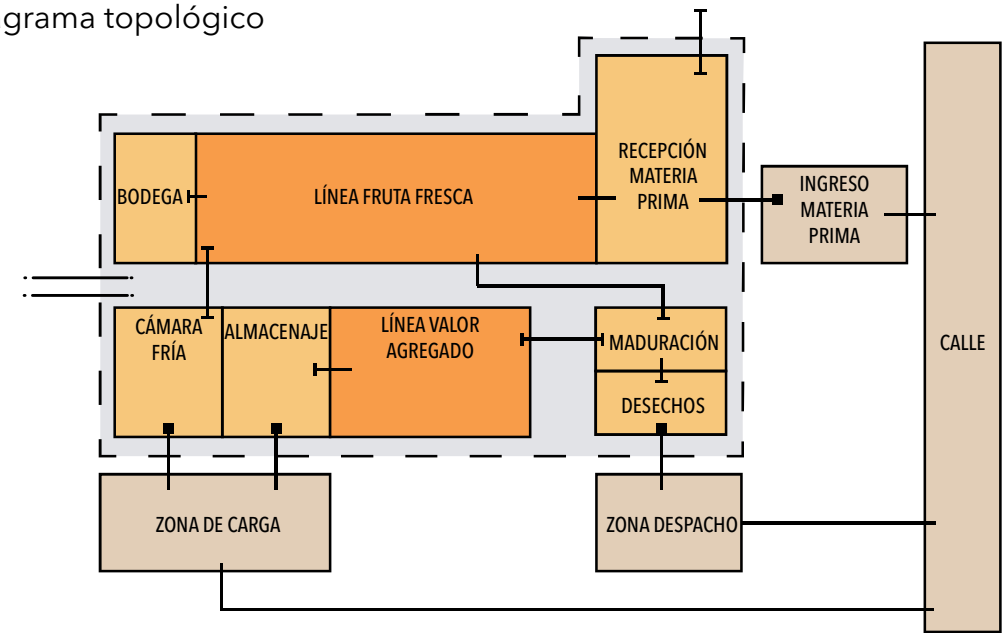 grama topológico
RECEPCIÓN
MATERIA
PRIMA
BODEGA
LÍNEA FRUTA FRESCA
INGRESO
MATERIA
PRIMA
CÁMARA
FRÍA
ALMACENAJE
LÍNEA VALOR
AGREGADO
MADURACIÓN
CALLE
DESECHOS
ZONA DE CARGA
ZONA DESPACHO